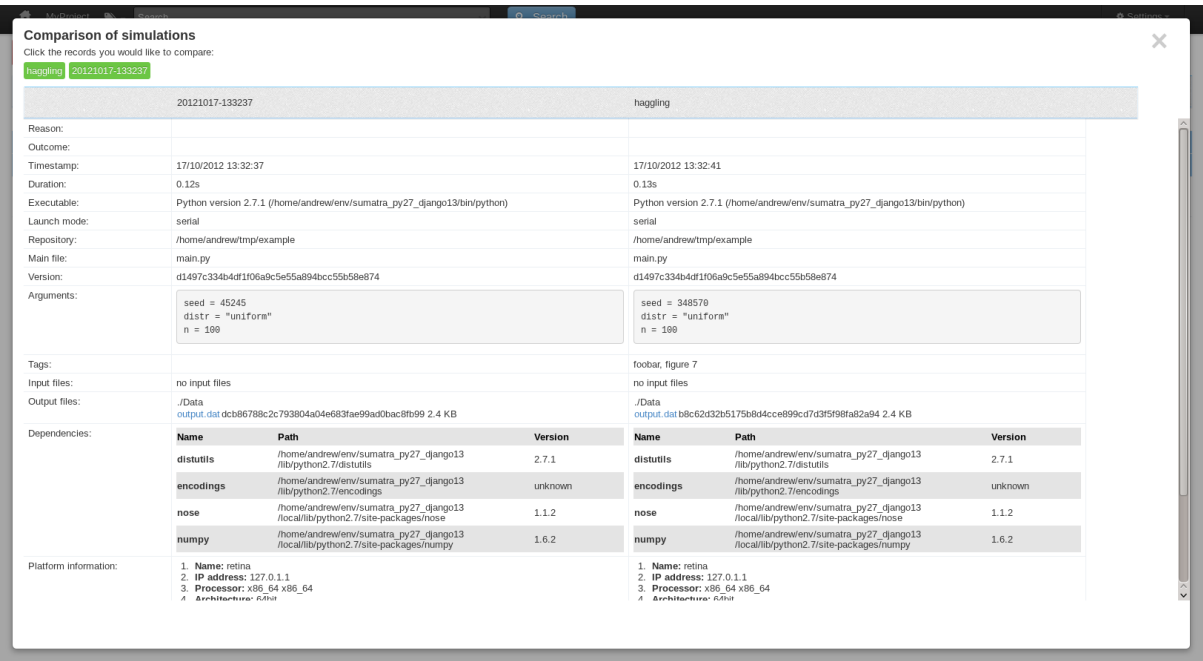 MyProject Search Search Settings
Comparison of simulations
Click the records you would like to compare:
haggling 20121017-133237
20121017-133237 haggling
Reason:
Outcome:
Timestamp: 17/10/2012 13:32:37 17/10/2012 13:32:41
Duration: 0.12s 0.13s
Executable: Python version 2.7.1 (/home/andrew/env/sumatra_py27_django13/bin/python) Python version 2.7.1 (/home/andrew/env/sumatra_py27_django13/bin/python)
Launch mode: serial serial
Repository: /home/andrew/tmp/example /home/andrew/tmp/example
Main file: main.py main.py
Version: d1497c334b4df1f06a9c5e55a894bcc55b58e874 d1497c334b4df1f06a9c5e55a894bcc55b58e874
Arguments: seed = 45245 seed = 348570
distr = "uniform" distr = "uniform"
n = 100 n = 100
Tags: foobar, figure 7
Input files: no input files no input files
Output files: ./Data ./Data
output.dat dcb86788c2c793804a04e683fae99ad0bac8fb99 2.4 KB output.dat b8c62d32b5175b8d4cce899cd7d3f5f98fa82a94 2.4 KB
Dependencies: Name Path Version Name Path Version
distutils /home/andrew/env/sumatra_py27_django13 2.7.1 distutils /home/andrew/env/sumatra_py27_django13 2.7.1
/lib/python2.7/distutils /lib/python2.7/distutils
encodings /home/andrew/env/sumatra_py27_django13 unknown encodings /home/andrew/env/sumatra_py27_django13 unknown
/lib/python2.7/encodings /lib/python2.7/encodings
nose /home/andrew/env/sumatra_py27_django13 1.1.2 nose /home/andrew/env/sumatra_py27_django13 1.1.2
/local/lib/python2.7/site-packages/nose /local/lib/python2.7/site-packages/nose
numpy /home/andrew/env/sumatra_py27_django13 1.6.2 numpy /home/andrew/env/sumatra_py27_django13 1.6.2
/local/lib/python2.7/site-packages/numpy /local/lib/python2.7/site-packages/numpy
Platform information: 1. Name: retina 1. Name: retina
2. IP address: 127.0.1.1 2. IP address: 127.0.1.1
3. Processor: x86_64 x86_64 3. Processor: x86_64 x86_64
4. Architecture: 64bit 4. Architecture: 64bit